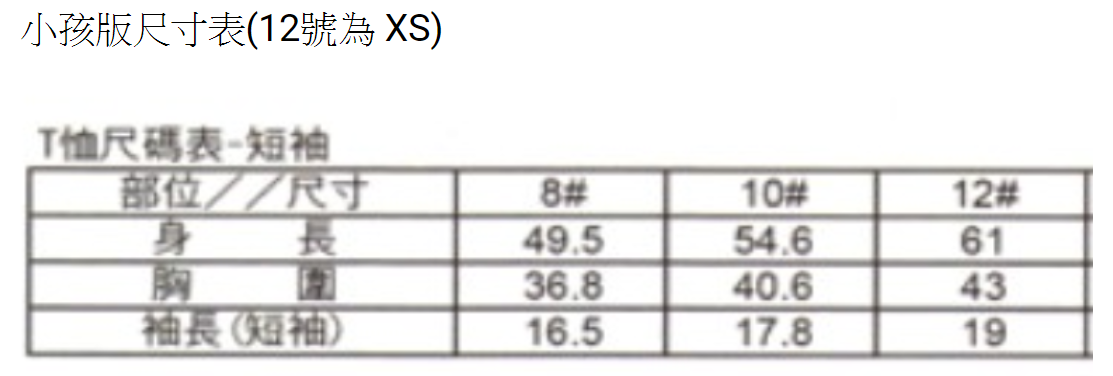 小孩版尺寸表(12號為 XS)
T恤尺碼表-短袖
部位//尺寸 8# 10# 12#
身長 49.5 54.6 61
胸圍 36.8 40.6 43
袖長(短袖) 16.5 17.8 19